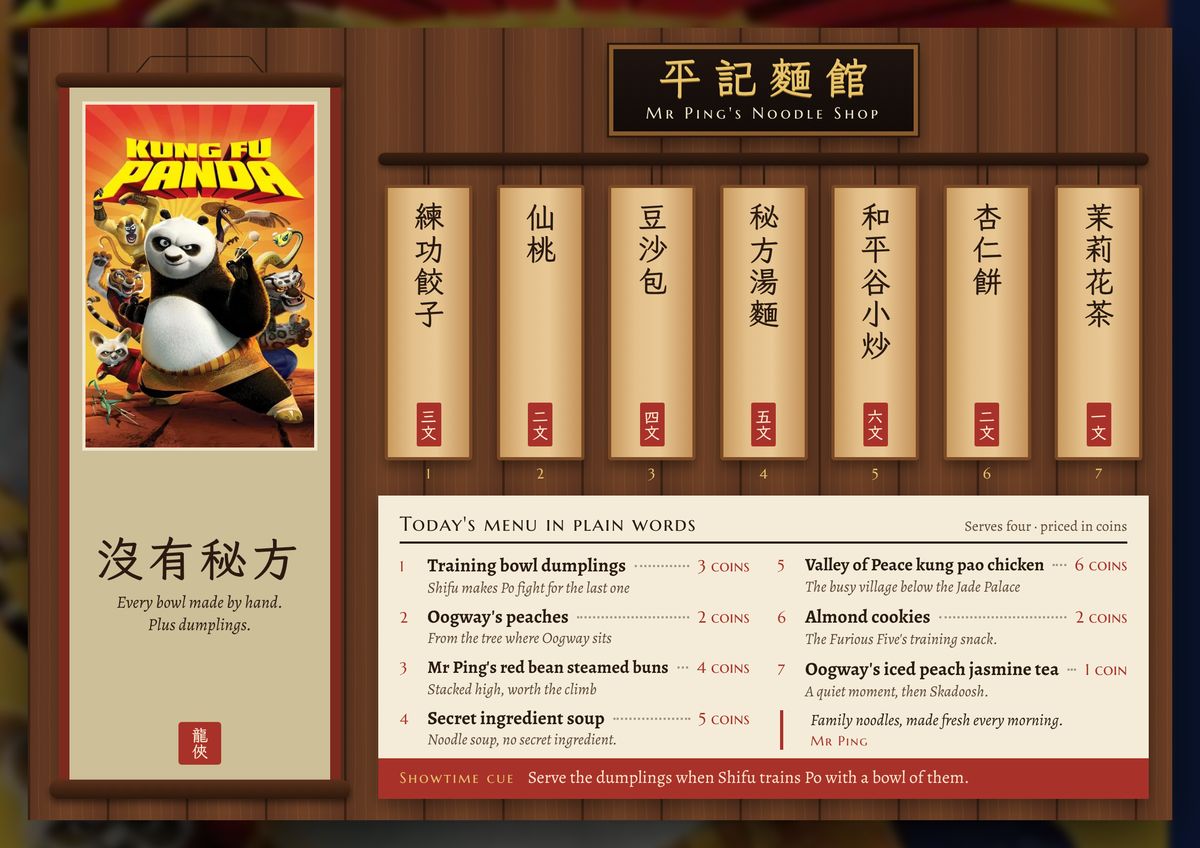 KUNG FU
PANDA
沒有秘方
Every bowl made by hand.
Plus dumplings.
龍
俠
平記麵館
Mr Ping's Noodle Shop
練功餃子
三文
1
仙桃
二文
2
豆沙包
四文
3
秘方湯麵
五文
4
和平谷小炒
六文
5
杏仁餅
二文
6
茉莉花茶
一文
7
Today's menu in plain words
Serves four · priced in coins
1 Training bowl dumplings 3 coins
Shifu makes Po fight for the last one
2 Oogway's peaches 2 coins
From the tree where Oogway sits
3 Mr Ping's red bean steamed buns 4 coins
Stacked high, worth the climb
4 Secret ingredient soup 5 coins
Noodle soup, no secret ingredient.
5 Valley of Peace kung pao chicken 6 coins
The busy village below the Jade Palace
6 Almond cookies 2 coins
The Furious Five's training snack.
7 Oogway's iced peach jasmine tea 1 coin
A quiet moment, then Skadoosh.
Family noodles, made fresh every morning.
Mr Ping
Showtime cue Serve the dumplings when Shifu trains Po with a bowl of them.